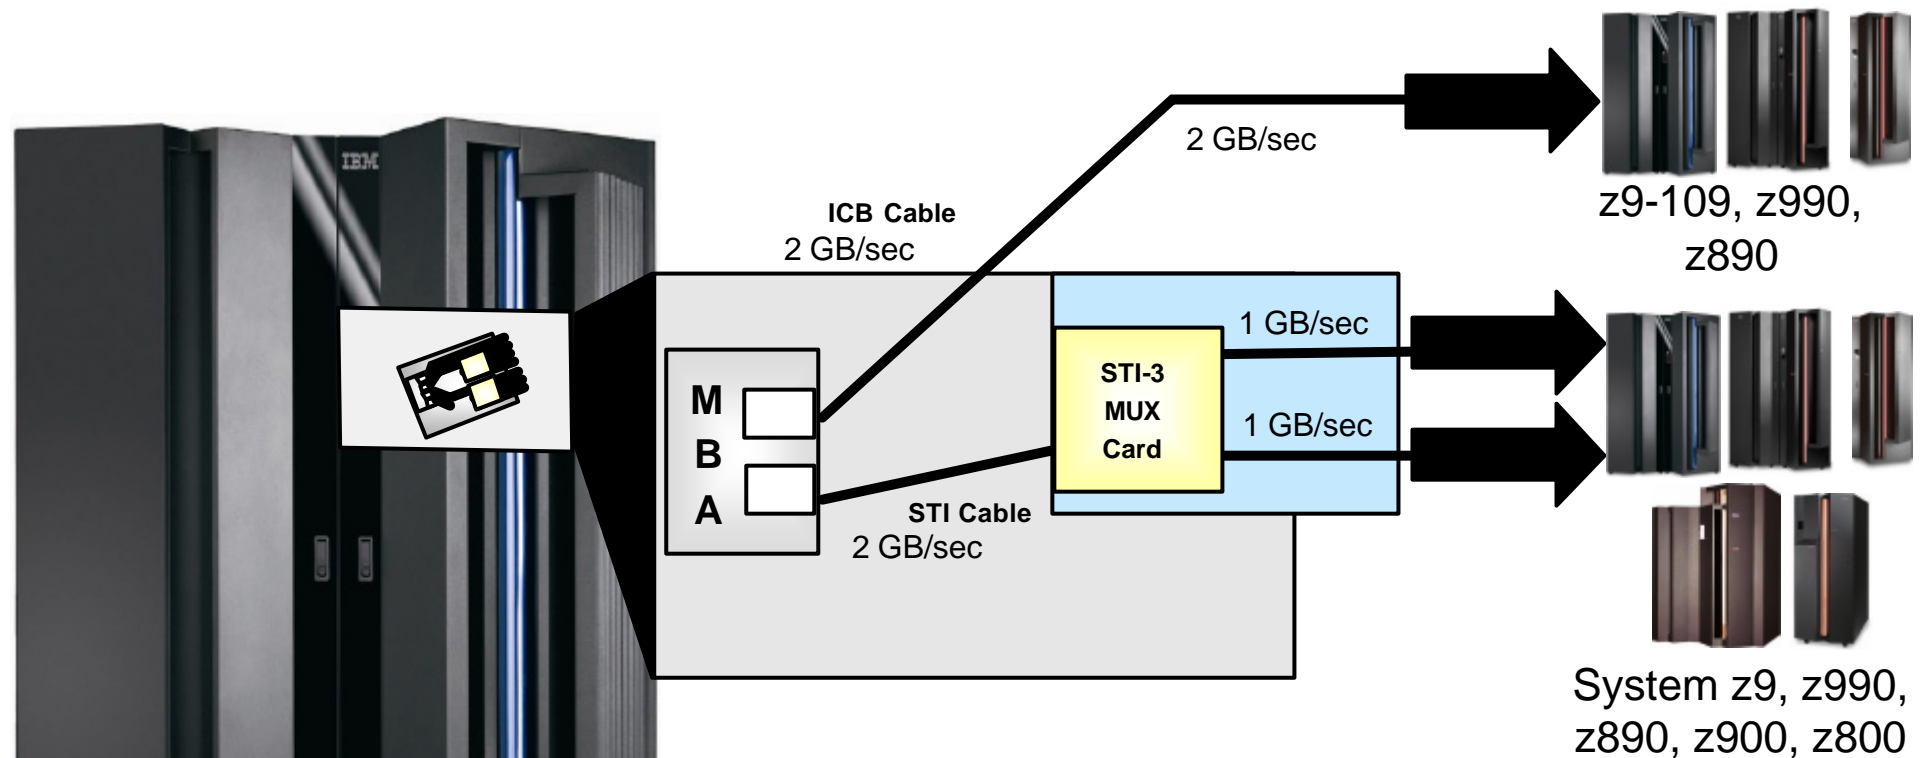 IBM
2 GB/sec
ICB Cable
2 GB/sec
z9-109, z990,
z890
M
B
A
STI Cable
2 GB/sec
STI-3
MUX
Card
1 GB/sec
1 GB/sec
System z9, z990,
z890, z900, z800